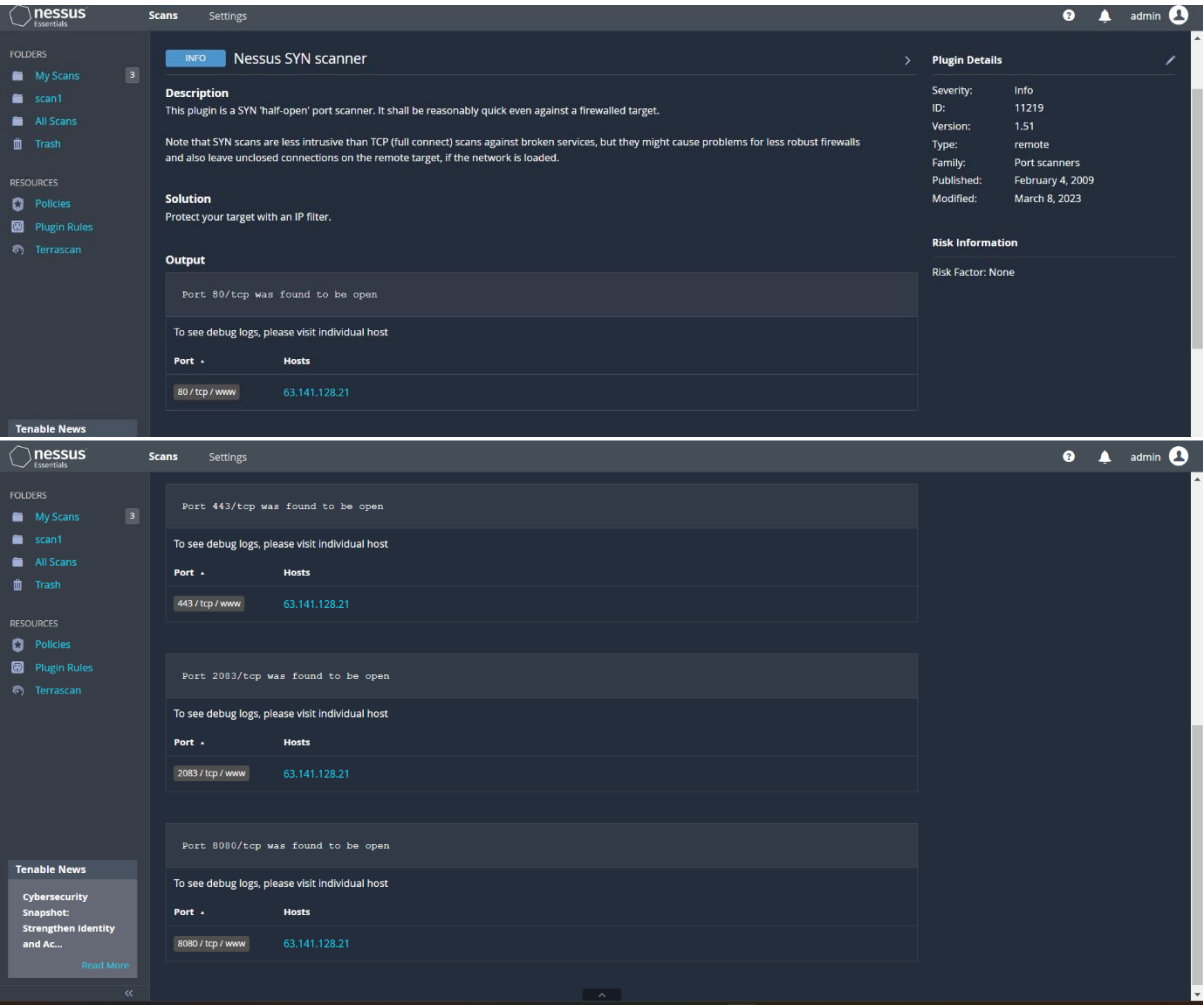 nessus
Essentials
Scans
Settings
admin
FOLDERS
My Scans
3
scan1
All Scans
Trash
RESOURCES
Policies
Plugin Rules
Terrascan
Tenable News
INFO
Nessus SYN scanner
Description
This plugin is a SYN 'half-open' port scanner. It shall be reasonably quick even against a firewalled target.
Note that SYN scans are less intrusive than TCP (full connect) scans against broken services, but they might cause problems for less robust firewalls
and also leave unclosed connections on the remote target, if the network is loaded.
Solution
Protect your target with an IP filter.
Output
Port 80/tcp was found to be open
To see debug logs, please visit individual host
Port
Hosts
80 / tcp / www
63.141.128.21
Plugin Details
Severity: Info
ID: 11219
Version: 1.51
Type: remote
Family: Port scanners
Published: February 4, 2009
Modified: March 8, 2023
Risk Information
Risk Factor: None
nessus
Essentials
Scans
Settings
admin
FOLDERS
My Scans
3
scan1
All Scans
Trash
RESOURCES
Policies
Plugin Rules
Terrascan
Tenable News
Cybersecurity
Snapshot:
Strengthen Identity
and Ac...
Read More
Port 443/tcp was found to be open
To see debug logs, please visit individual host
Port
Hosts
443 / tcp / www
63.141.128.21
Port 2083/tcp was found to be open
To see debug logs, please visit individual host
Port
Hosts
2083 / tcp / www
63.141.128.21
Port 8080/tcp was found to be open
To see debug logs, please visit individual host
Port
Hosts
8080 / tcp / www
63.141.128.21